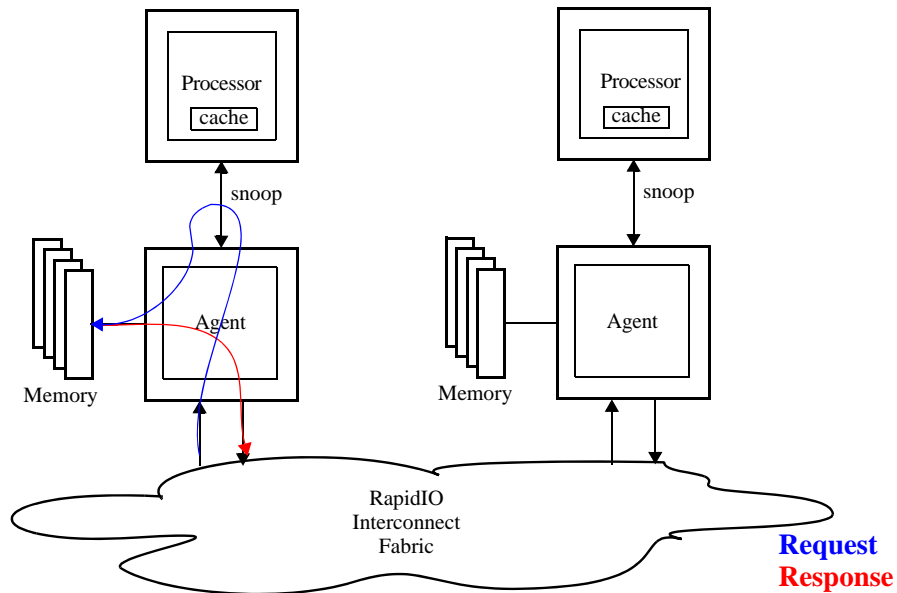 Processor
cache
snoop
Agent
Memory
Processor
cache
snoop
Agent
Memory
RapidIO
Interconnect
Fabric
Request
Response